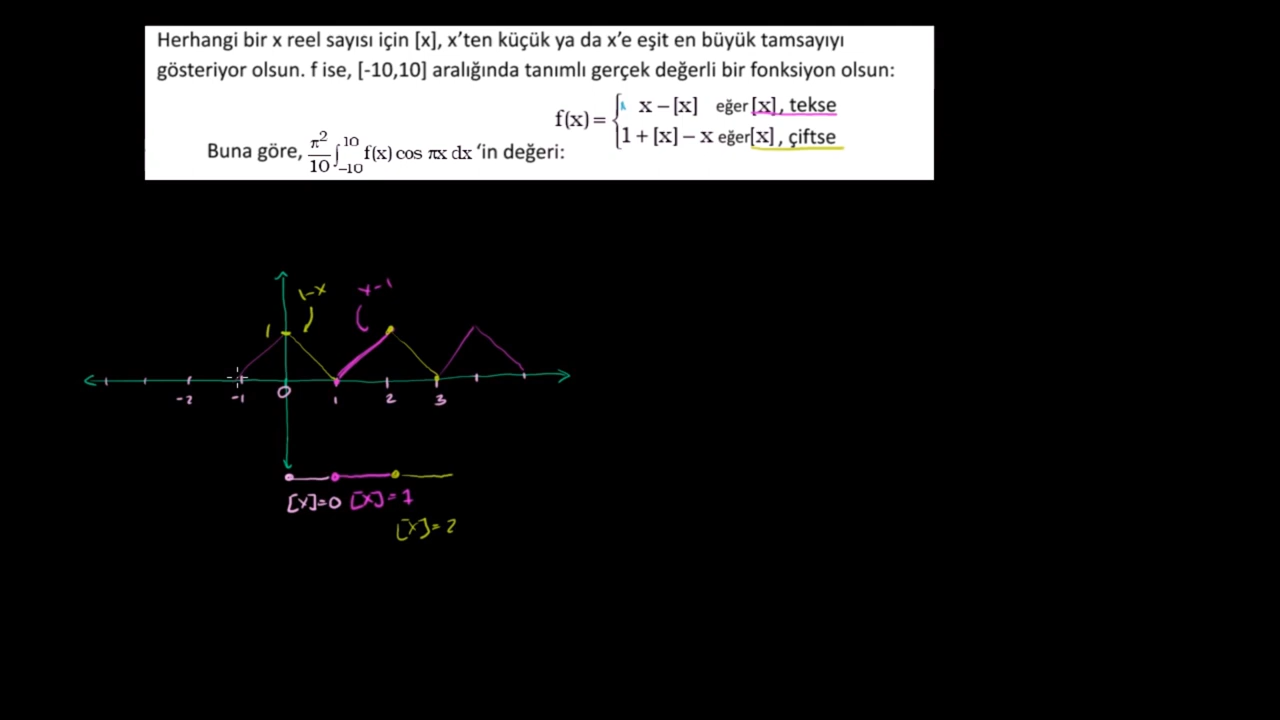 Herhangi bir x reel sayısı için [x], x'ten küçük ya da x'e eşit en büyük tamsayıyı
gösteriyor olsun. f ise, [-10,10] aralığında tanımlı gerçek değerli bir fonksiyon olsun:
f(x) = { x − [x] eğer [x], tekse
1 + [x] − x eğer [x], çiftse
Buna göre, π²/10 ∫₋₁₀¹⁰ f(x) cos πx dx 'in değeri:
1-x x-1
1
-2 -1 0 1 2 3
[x]=0 [x]=1
[x]=2